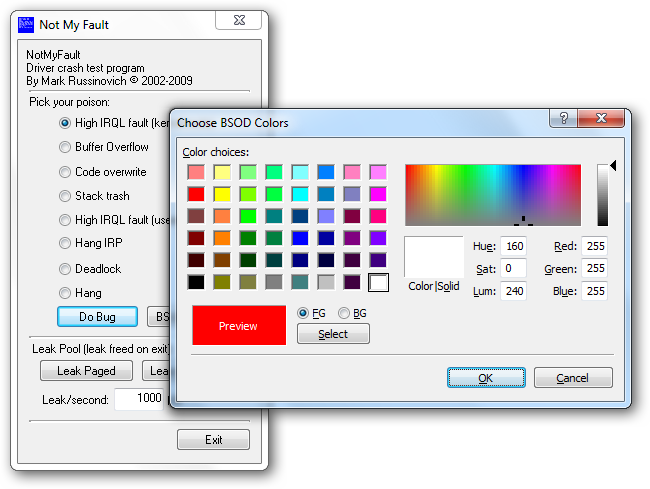 Not My Fault
NotMyFault
Driver crash test program
By Mark Russinovich © 2002-2009
Pick your poison:
High IRQL fault (ker
Buffer Overflow
Code overwrite
Stack trash
High IRQL fault (use
Hang IRP
Deadlock
Hang
Do Bug
BS
Leak Pool (leak freed on exit)
Leak Paged
Lea
Leak/second:
1000
Exit
Choose BSOD Colors
Color choices:
Hue: 160
Red: 255
Sat: 0
Green: 255
Color|Solid
Lum: 240
Blue: 255
Preview
FG
BG
Select
OK
Cancel